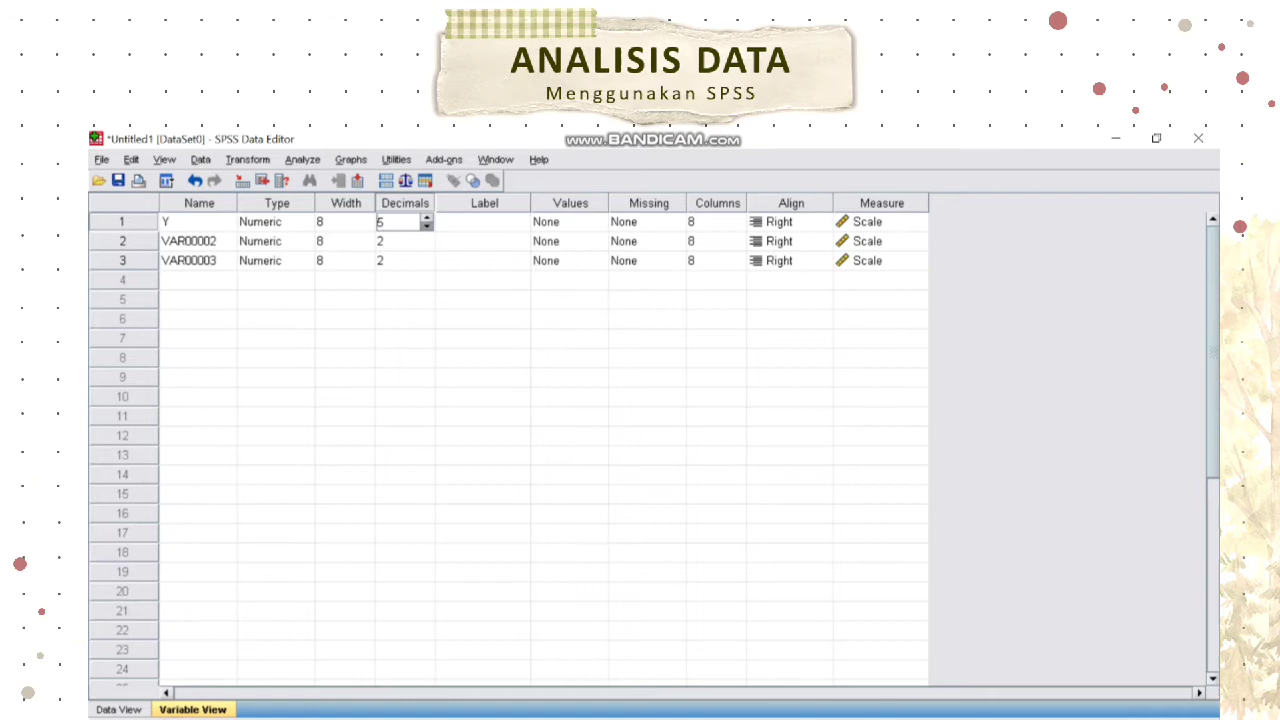 ANALISIS DATA
Menggunakan SPSS
*Untitled1 [DataSet0] - SPSS Data Editor
www.BANDICAM.com
File Edit View Data Transform Analyze Graphs Utilities Add-ons Window Help
Name Type Width Decimals Label Values Missing Columns Align Measure
1 Y Numeric 8 5 None None 8 Right Scale
2 VAR00002 Numeric 8 2 None None 8 Right Scale
3 VAR00003 Numeric 8 2 None None 8 Right Scale
4
5
6
7
8
9
10
11
12
13
14
15
16
17
18
19
20
21
22
23
24
Data View Variable View